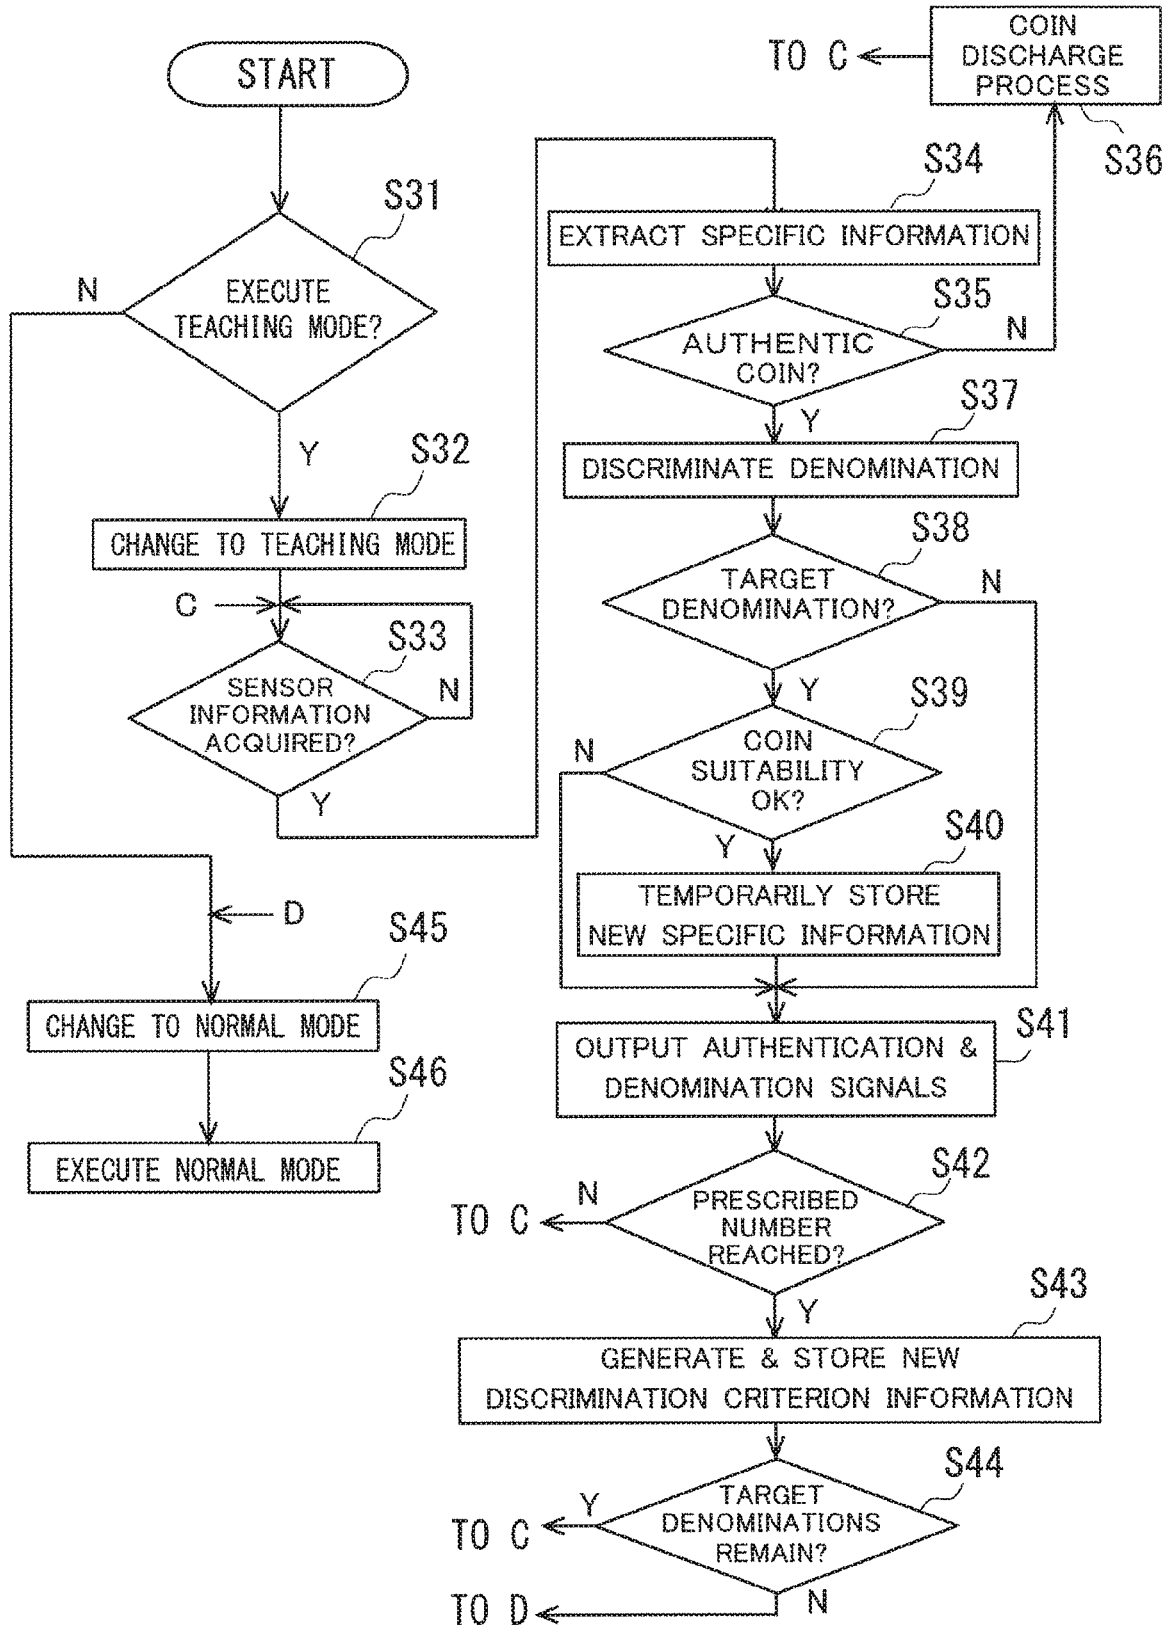 START
S31
N
EXECUTE
TEACHING MODE?
Y
S32
CHANGE TO TEACHING MODE
C
S33
N
SENSOR
INFORMATION
ACQUIRED?
Y
D
S45
CHANGE TO NORMAL MODE
S46
EXECUTE NORMAL MODE
COIN
DISCHARGE
PROCESS
TO C
S36
S34
EXTRACT SPECIFIC INFORMATION
S35
N
AUTHENTIC
COIN?
Y
S37
DISCRIMINATE DENOMINATION
S38
TARGET
DENOMINATION?
N
Y
S39
N
COIN
SUITABILITY
OK?
Y
S40
TEMPORARILY STORE
NEW SPECIFIC INFORMATION
S41
OUTPUT AUTHENTICATION &
DENOMINATION SIGNALS
S42
N
TO C
PRESCRIBED
NUMBER
REACHED?
Y
S43
GENERATE & STORE NEW
DISCRIMINATION CRITERION INFORMATION
S44
Y
TO C
TARGET
DENOMINATIONS
REMAIN?
N
TO D